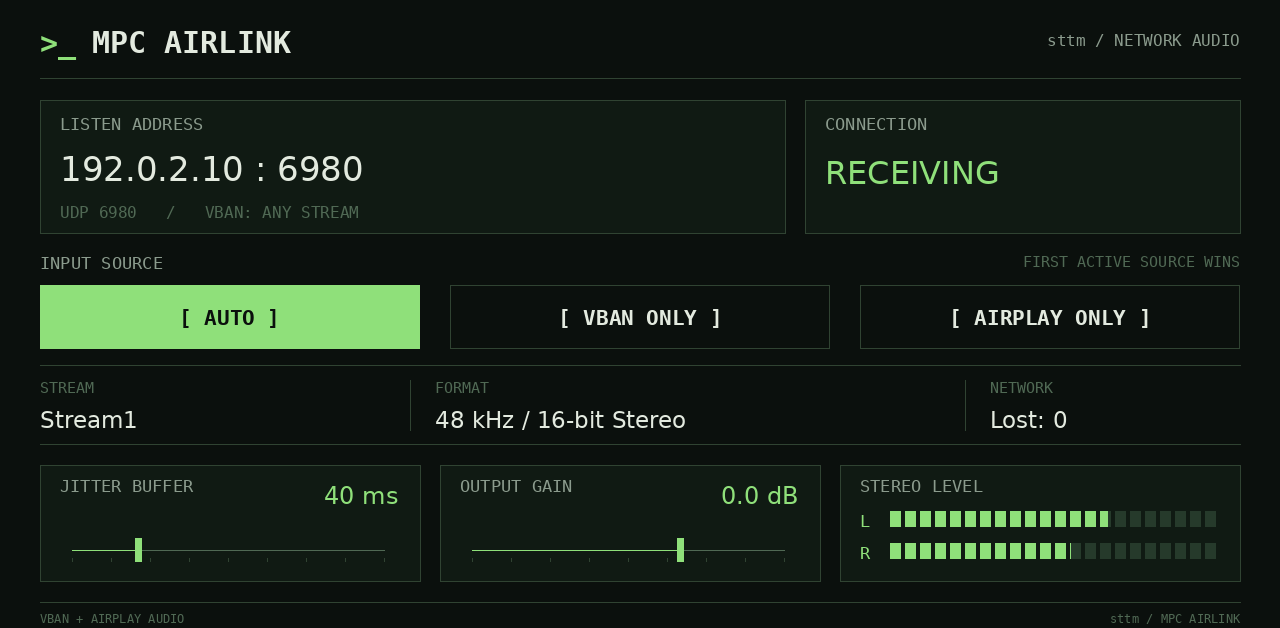 >_ MPC AIRLINK
sttm / NETWORK AUDIO
LISTEN ADDRESS
192.0.2.10 : 6980
UDP 6980 / VBAN: ANY STREAM
CONNECTION
RECEIVING
INPUT SOURCE
FIRST ACTIVE SOURCE WINS
[ AUTO ]
[ VBAN ONLY ]
[ AIRPLAY ONLY ]
STREAM
Stream1
FORMAT
48 kHz / 16-bit Stereo
NETWORK
Lost: 0
JITTER BUFFER
40 ms
OUTPUT GAIN
0.0 dB
STEREO LEVEL
L
R
VBAN + AIRPLAY AUDIO
sttm / MPC AIRLINK